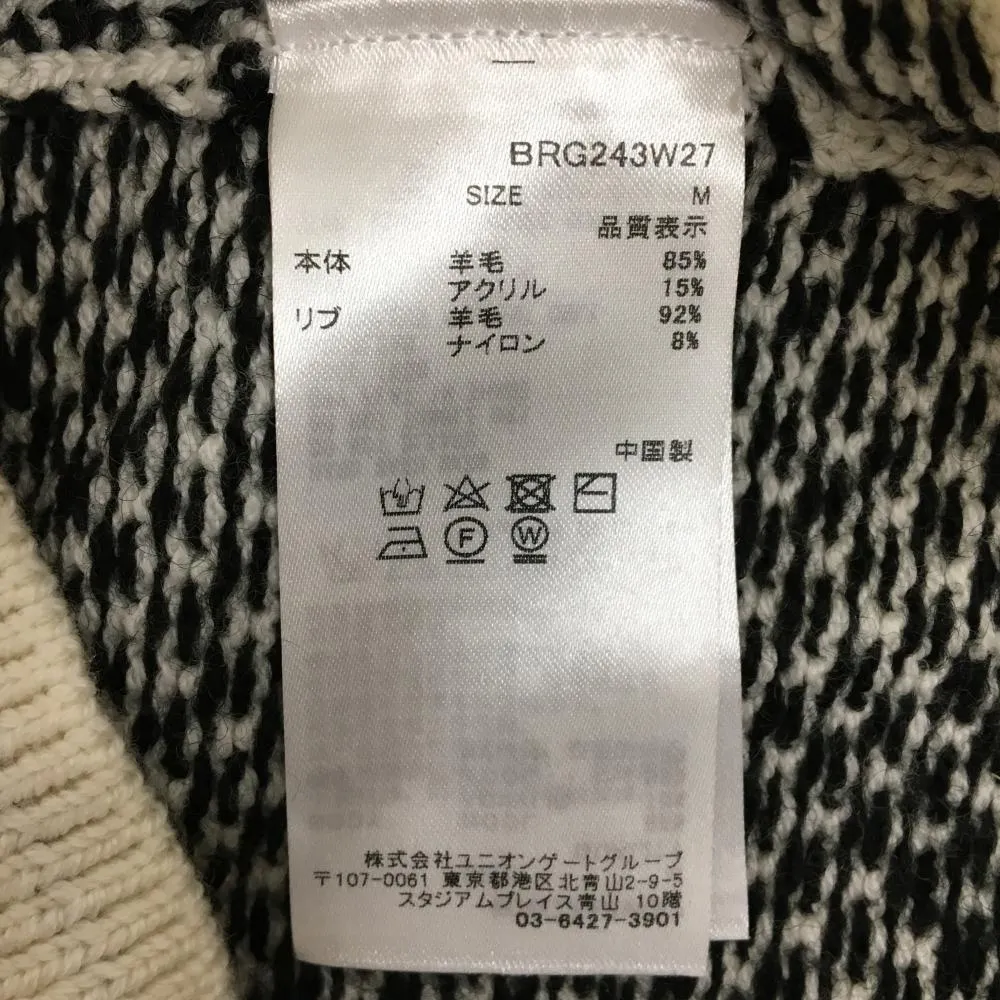 BRG243W27
SIZE M
品質表示
本体 羊毛 85%
アクリル 15%
リブ 羊毛 92%
ナイロン 8%
中国製
F W
株式会社ユニオンゲートグループ
〒107-0061 東京都港区北青山2-9-5
スタジアムプレイス青山 10階
03-6427-3901